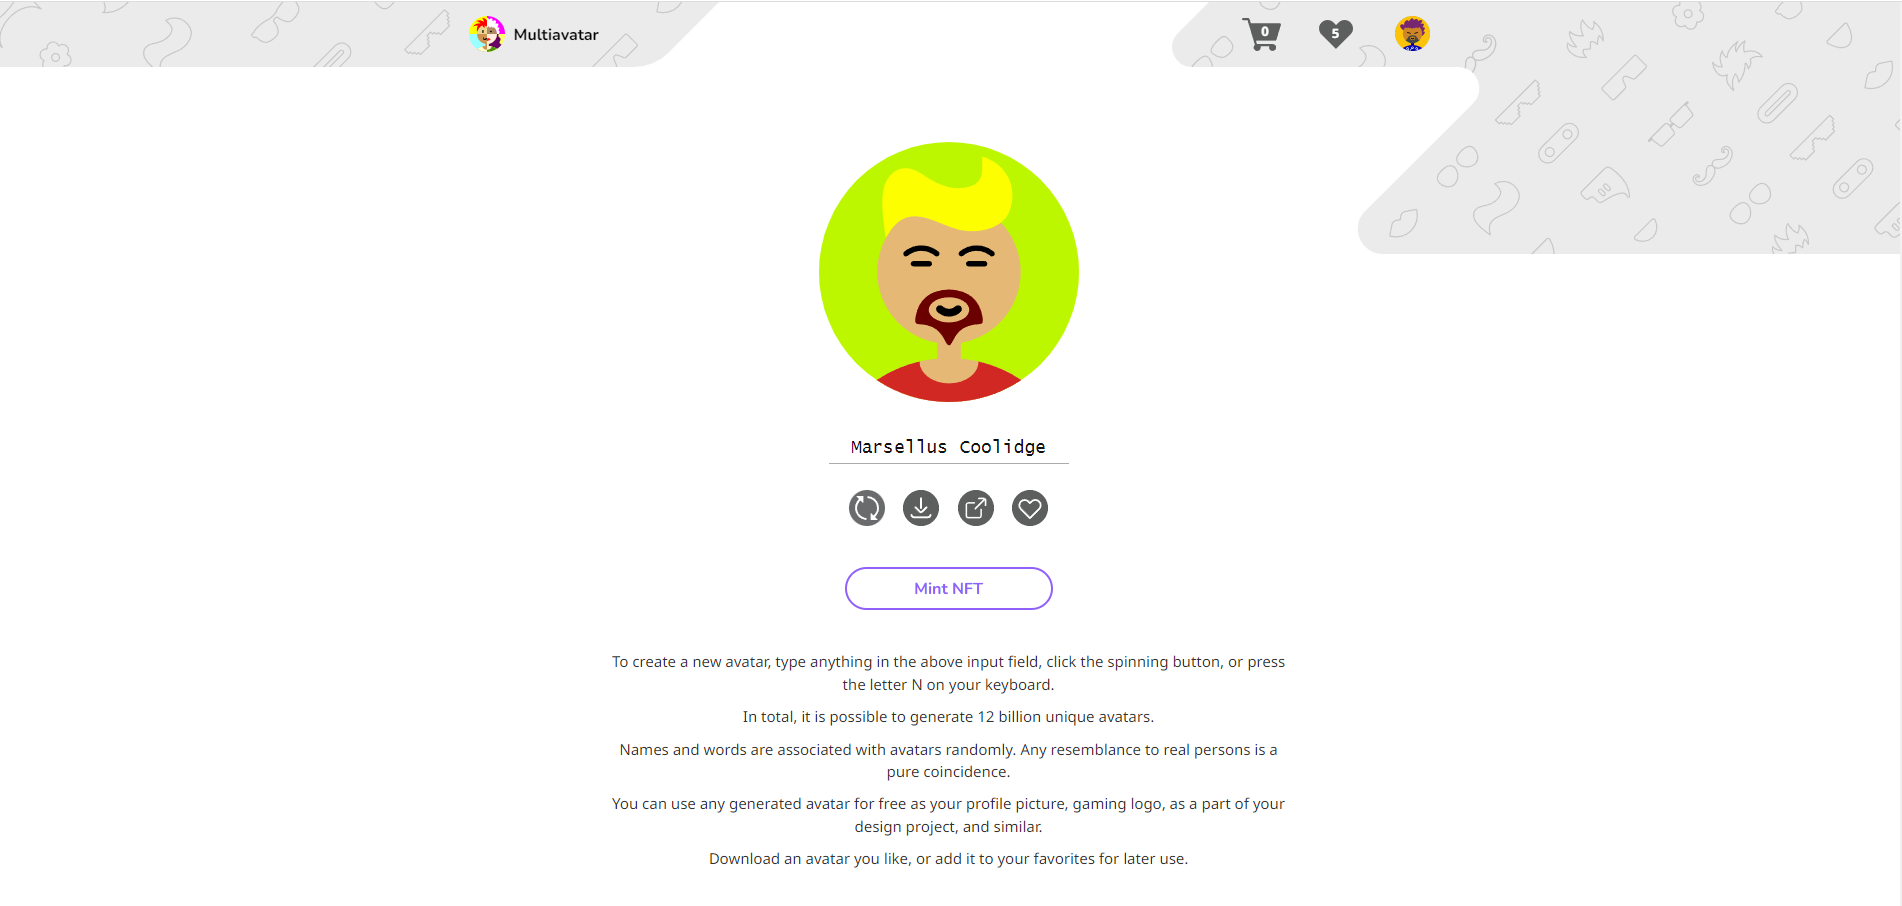 Multiavatar
0
5
Marsellus Coolidge
Mint NFT
To create a new avatar, type anything in the above input field, click the spinning button, or press
the letter N on your keyboard.
In total, it is possible to generate 12 billion unique avatars.
Names and words are associated with avatars randomly. Any resemblance to real persons is a
pure coincidence.
You can use any generated avatar for free as your profile picture, gaming logo, as a part of your
design project, and similar.
Download an avatar you like, or add it to your favorites for later use.